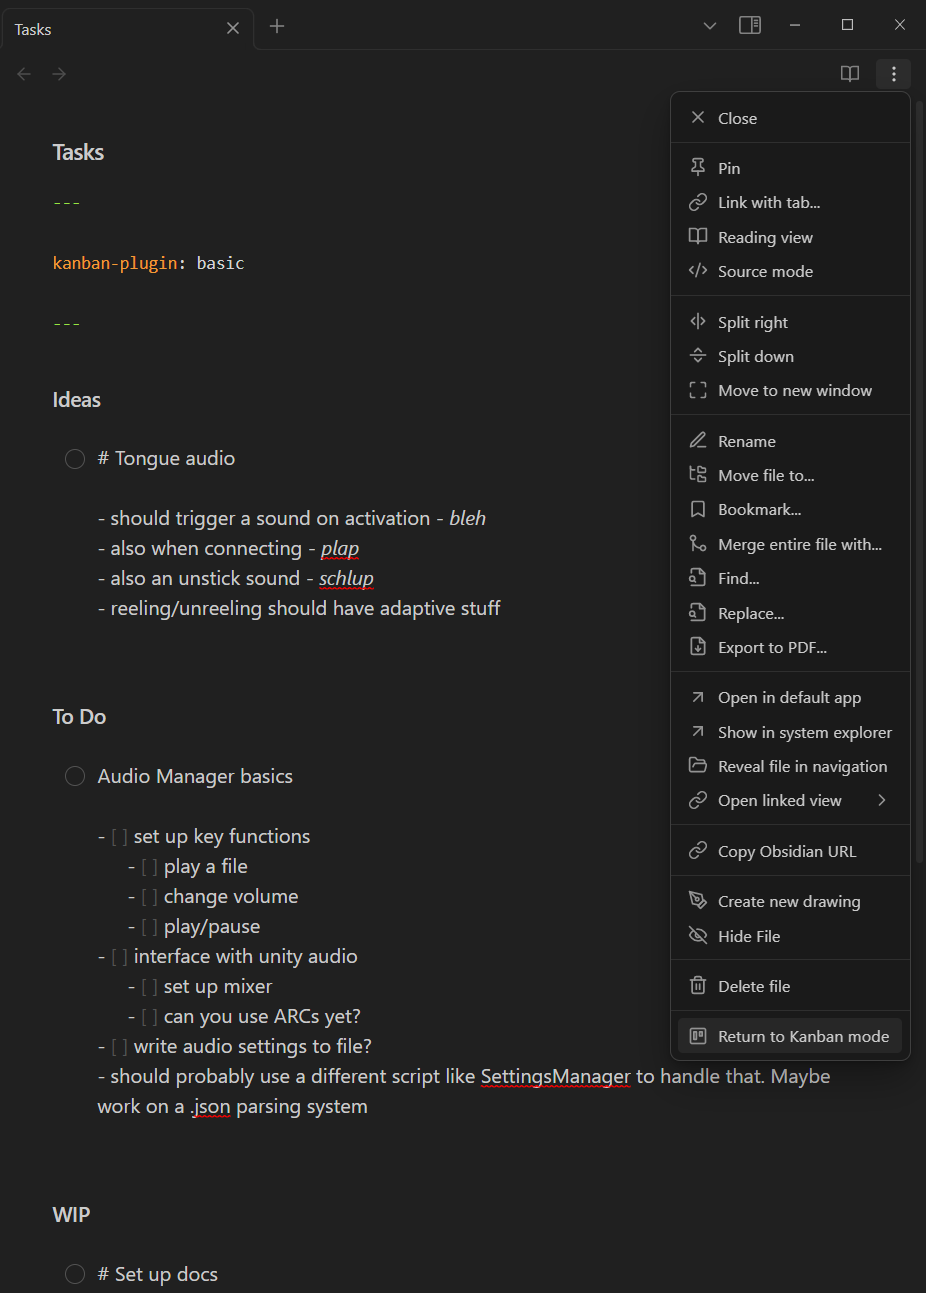 Tasks
Close
Tasks
Pin
---
Link with tab...
Reading view
kanban-plugin: basic
Source mode
---
Split right
Split down
Move to new window
Ideas
Rename
# Tongue audio
Move file to...
Bookmark...
- should trigger a sound on activation - bleh
- also when connecting - plap
Merge entire file with...
- also an unstick sound - schlup
Find...
- reeling/unreeling should have adaptive stuff
Replace...
Export to PDF...
To Do
Open in default app
Show in system explorer
Audio Manager basics
Reveal file in navigation
Open linked view
- [ ] set up key functions
Copy Obsidian URL
- [ ] play a file
- [ ] change volume
Create new drawing
- [ ] play/pause
Hide File
- [ ] interface with unity audio
- [ ] set up mixer
Delete file
- [ ] can you use ARCs yet?
Return to Kanban mode
- [ ] write audio settings to file?
- should probably use a different script like SettingsManager to handle that. Maybe
work on a .json parsing system
WIP
# Set up docs